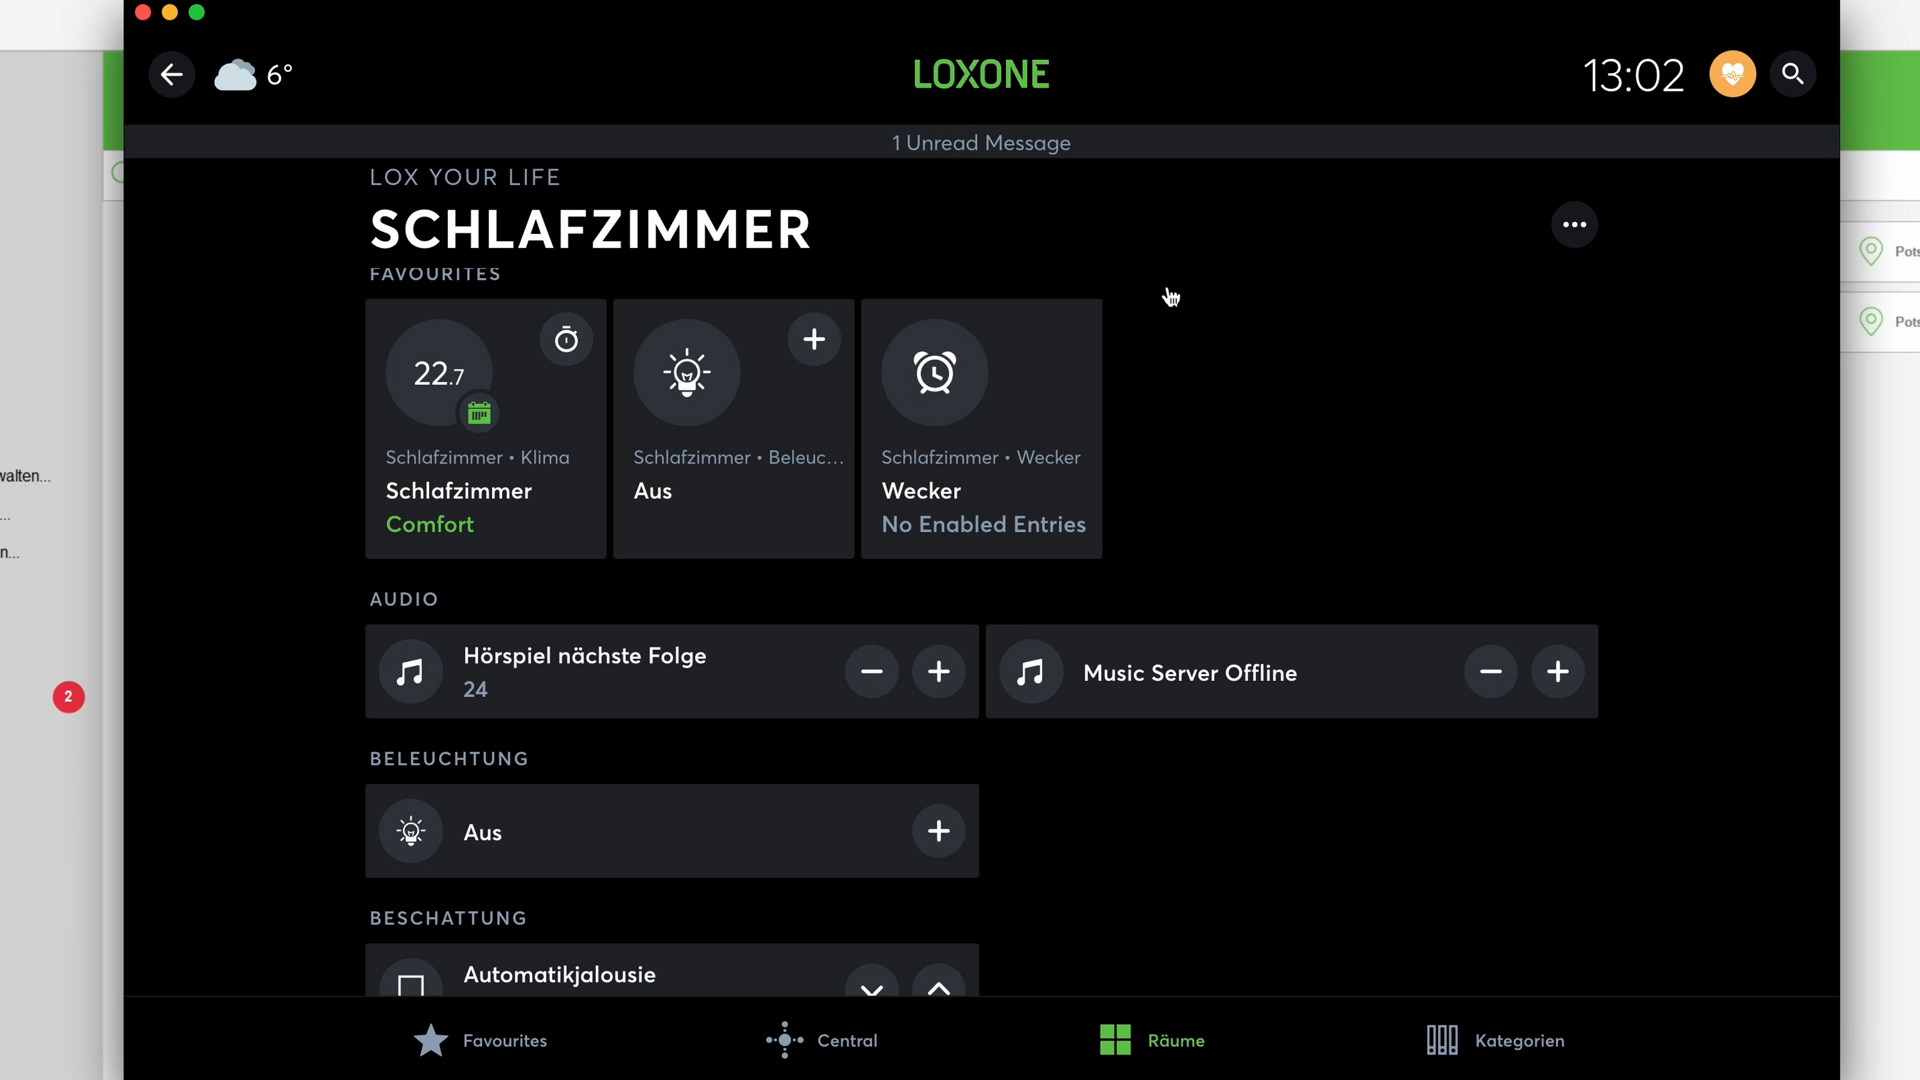 6°
LOXONE
13:02
1 Unread Message
LOX YOUR LIFE
SCHLAFZIMMER
FAVOURITES
22.7
Schlafzimmer • Klima
Schlafzimmer
Comfort
Schlafzimmer • Beleuc...
Aus
Schlafzimmer • Wecker
Wecker
No Enabled Entries
AUDIO
Hörspiel nächste Folge
24
Music Server Offline
BELEUCHTUNG
Aus
BESCHATTUNG
Automatikjalousie
Favourites
Central
Räume
Kategorien
walten...
...
n...
2
Pots
Pots